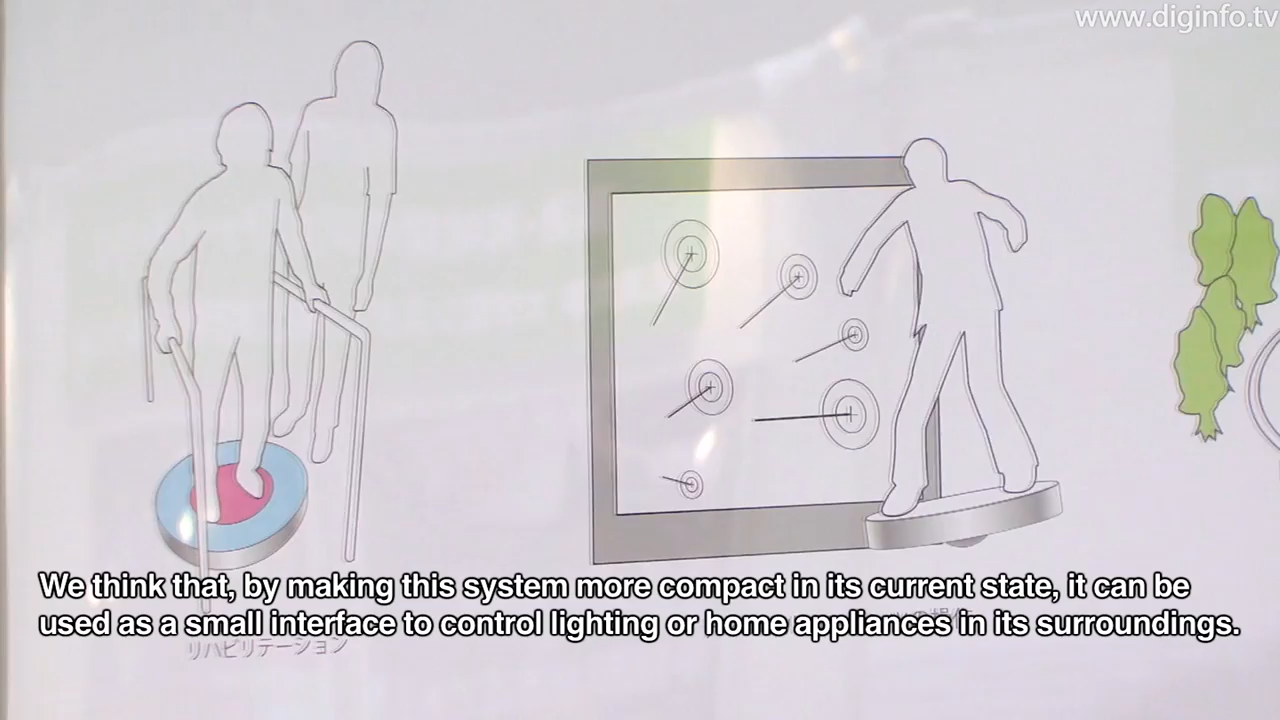 www.diginfo.tv
We think that, by making this system more compact in its current state, it can be
used as a small interface to control lighting or home appliances in its surroundings.
リハビリテーション